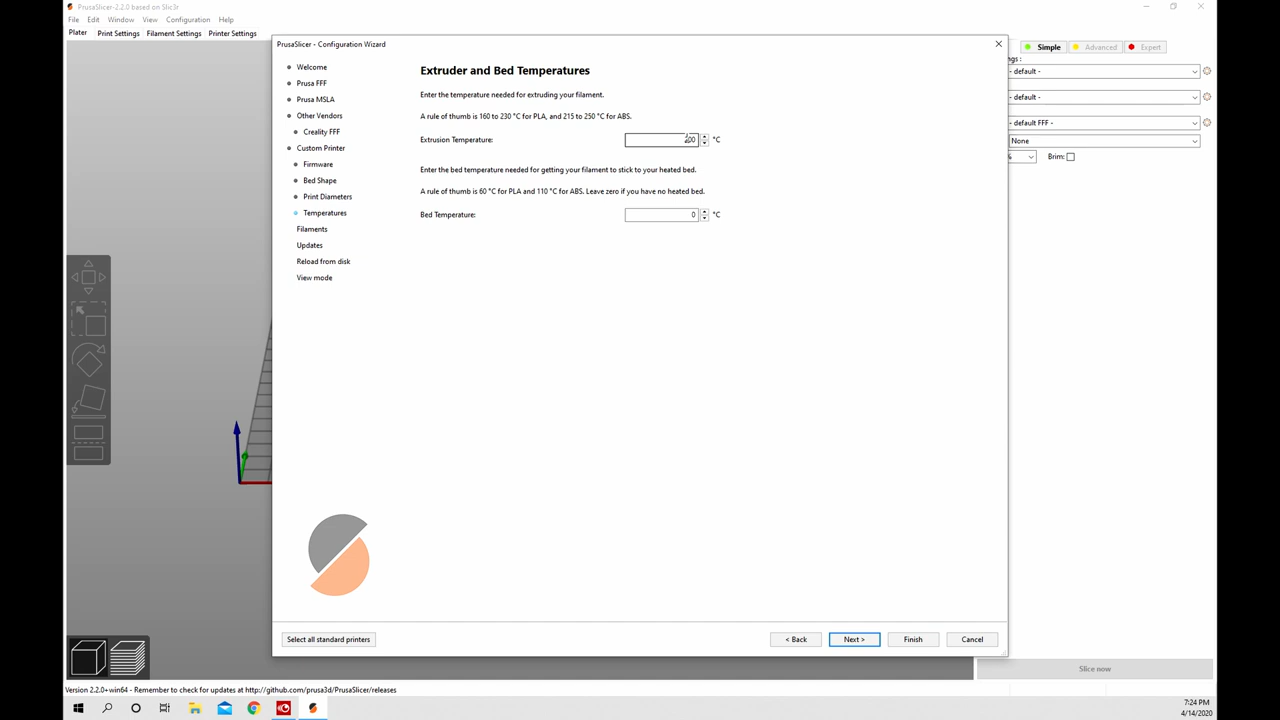 PrusaSlicer-2.2.0 based on Slic3r
File Edit Window View Configuration Help
Plater Print Settings Filament Settings Printer Settings
PrusaSlicer - Configuration Wizard
Welcome
Prusa FFF
Prusa MSLA
Other Vendors
Creality FFF
Custom Printer
Firmware
Bed Shape
Print Diameters
Temperatures
Filaments
Updates
Reload from disk
View mode
Extruder and Bed Temperatures
Enter the temperature needed for extruding your filament.
A rule of thumb is 160 to 230 °C for PLA, and 215 to 250 °C for ABS.
Extrusion Temperature: 200 °C
Enter the bed temperature needed for getting your filament to stick to your heated bed.
A rule of thumb is 60 °C for PLA and 110 °C for ABS. Leave zero if you have no heated bed.
Bed Temperature: 0 °C
Select all standard printers < Back Next > Finish Cancel
Simple Advanced Expert
- default -
- default -
- default FFF -
None
% Brim:
Slice now
Version 2.2.0+win64 - Remember to check for updates at http://github.com/prusa3d/PrusaSlicer/releases
7:24 PM
4/14/2020